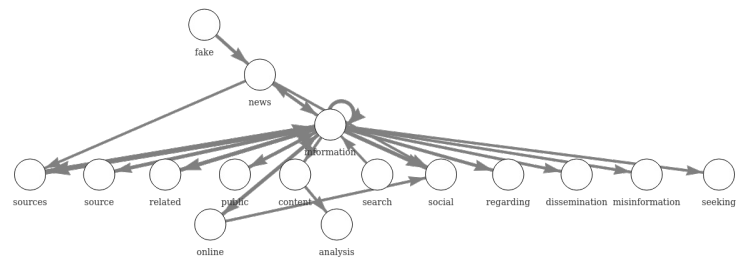 fake
news
information
sources source related public content search social regarding dissemination misinformation seeking
online analysis